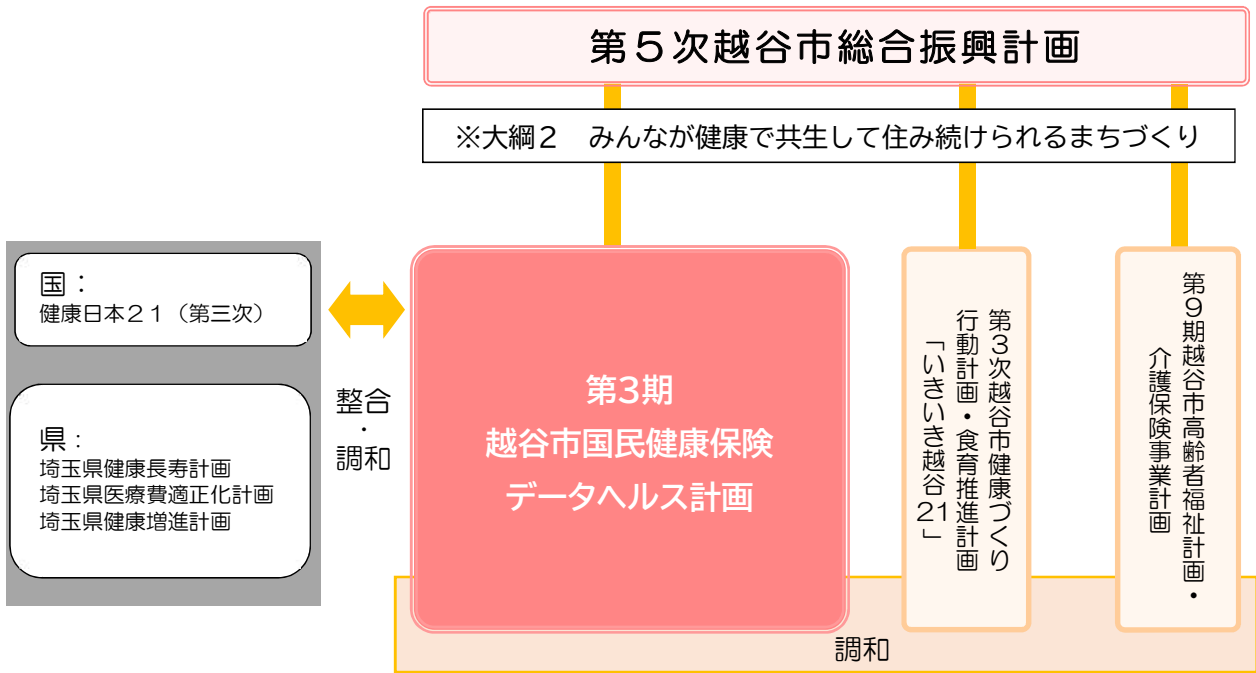 第５次越谷市総合振興計画
※大綱２　みんなが健康で共生して住み続けられるまちづくり
国：
健康日本２１（第三次）
県：
埼玉県健康長寿計画
埼玉県医療費適正化計画
埼玉県健康増進計画
整合
・
調和
第3期
越谷市国民健康保険
データヘルス計画
第３次越谷市健康づくり
行動計画・食育推進計画
「いきいき越谷21」
第９期越谷市高齢者福祉計画・
介護保険事業計画
調和